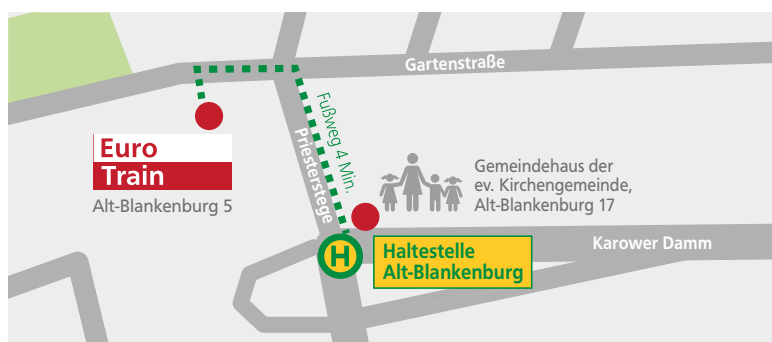 Gartenstraße
Fußweg 4 Min.
Priesterstege
Euro
Train
Alt-Blankenburg 5
Gemeindehaus der
ev. Kirchengemeinde,
Alt-Blankenburg 17
H
Haltestelle
Alt-Blankenburg
Karower Damm